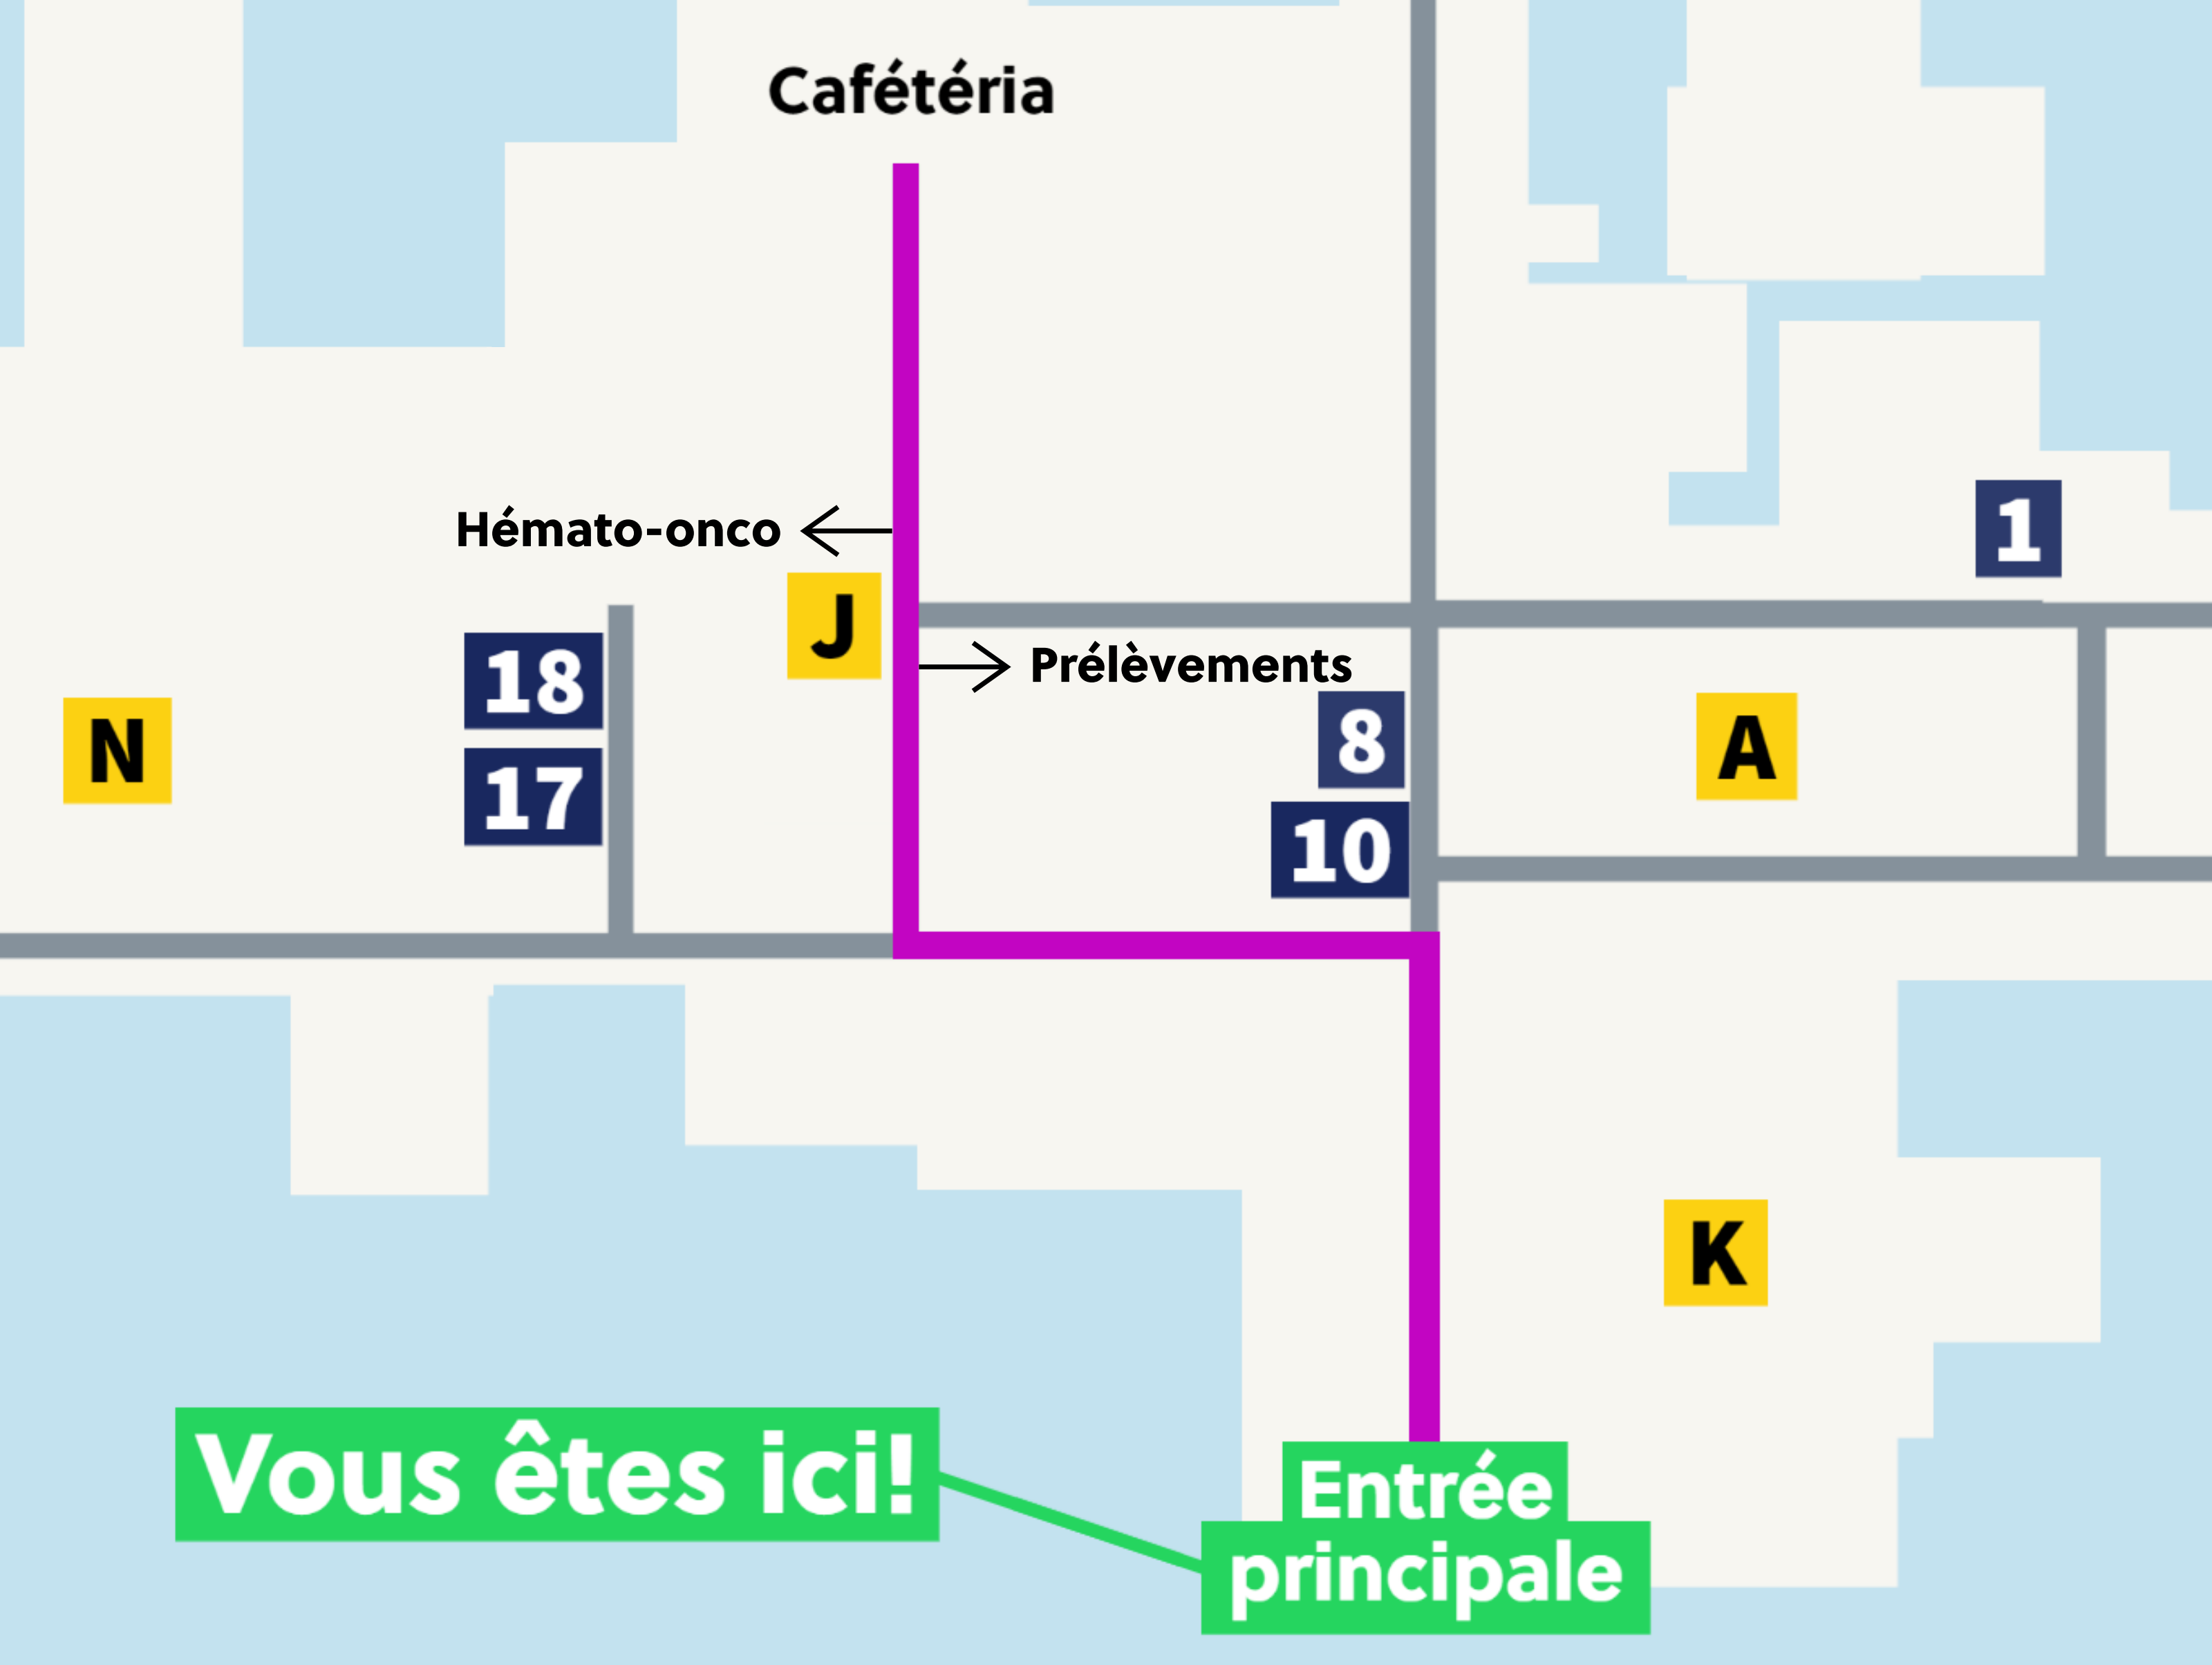 Cafétéria
Hémato-onco
1
J
Prélèvements
18
8
N
A
17
10
K
Vous êtes ici!
Entrée
principale